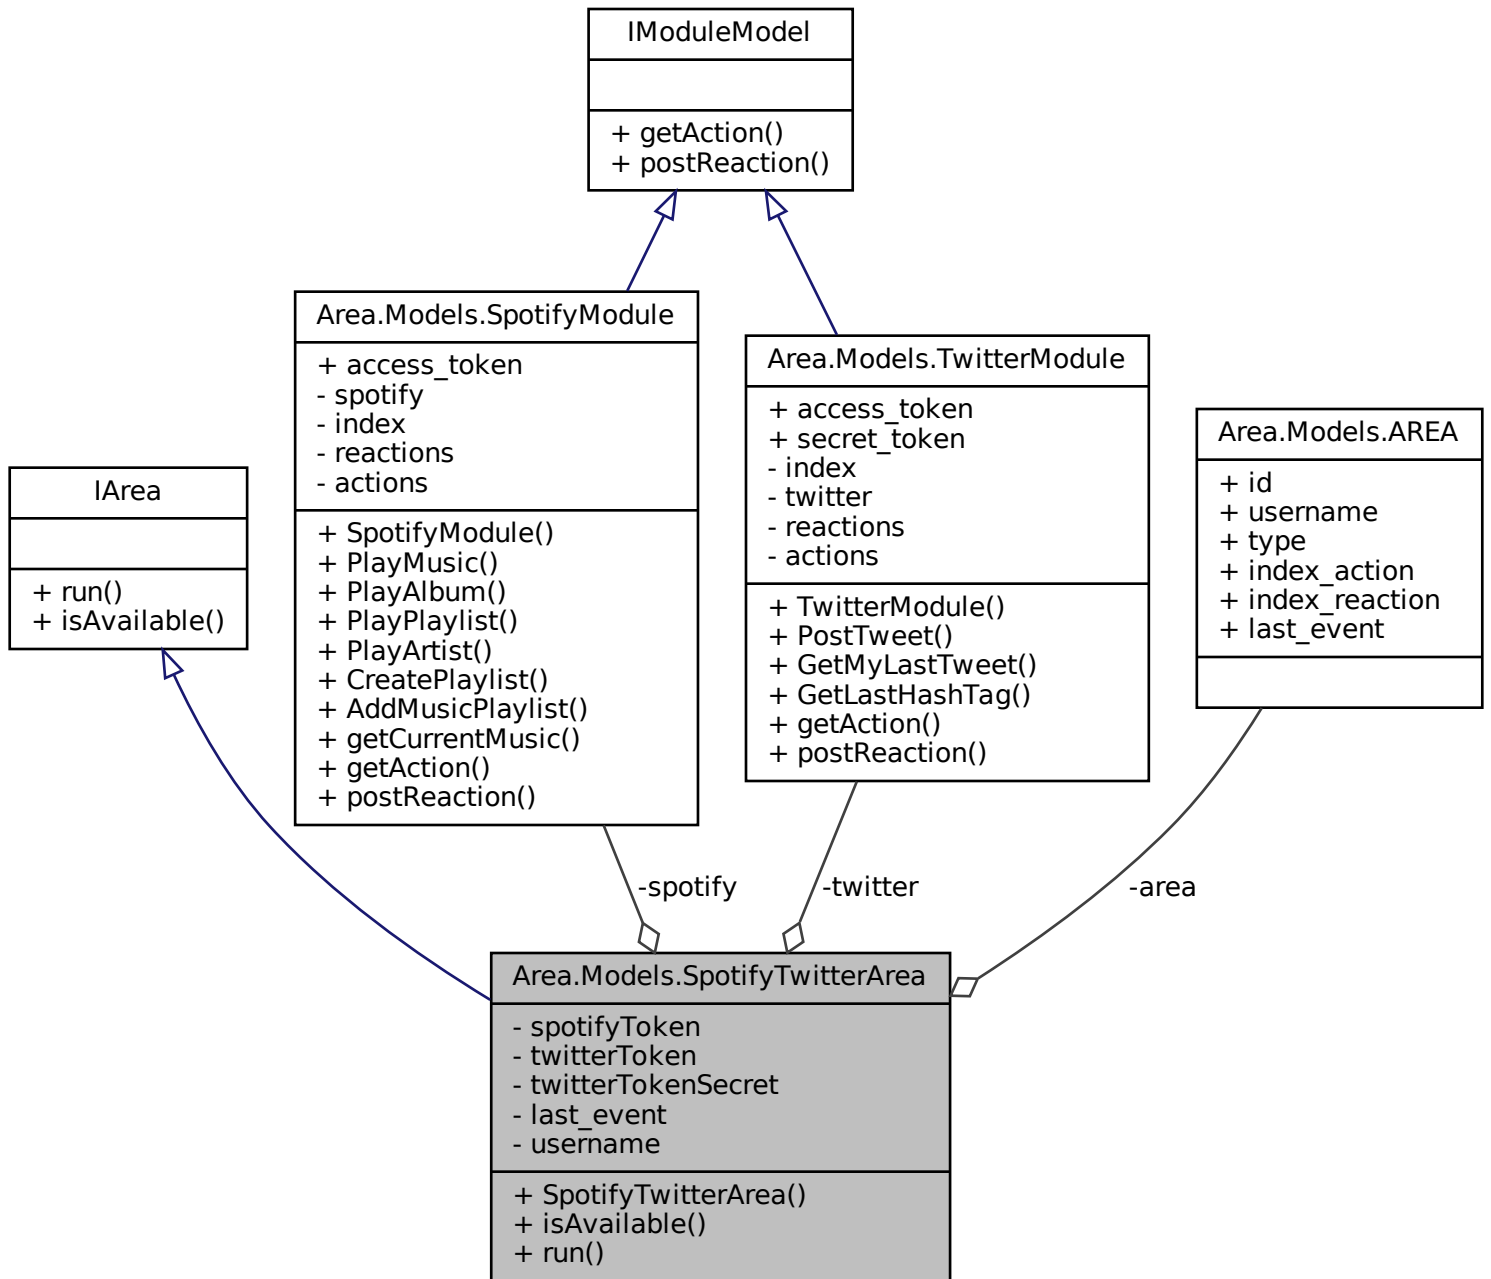 IModuleModel
+ getAction()
+ postReaction()
Area.Models.SpotifyModule
+ access_token
- spotify
- index
- reactions
- actions
+ SpotifyModule()
+ PlayMusic()
+ PlayAlbum()
+ PlayPlaylist()
+ PlayArtist()
+ CreatePlaylist()
+ AddMusicPlaylist()
+ getCurrentMusic()
+ getAction()
+ postReaction()
Area.Models.TwitterModule
+ access_token
+ secret_token
- index
- twitter
- reactions
- actions
+ TwitterModule()
+ PostTweet()
+ GetMyLastTweet()
+ GetLastHashTag()
+ getAction()
+ postReaction()
Area.Models.AREA
+ id
+ username
+ type
+ index_action
+ index_reaction
+ last_event
IArea
+ run()
+ isAvailable()
-spotify
-twitter
-area
Area.Models.SpotifyTwitterArea
- spotifyToken
- twitterToken
- twitterTokenSecret
- last_event
- username
+ SpotifyTwitterArea()
+ isAvailable()
+ run()